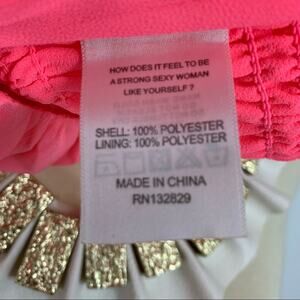 HOW DOES IT FEEL TO BE
A STRONG SEXY WOMAN
LIKE YOURSELF ?
SHELL: 100% POLYESTER
LINING: 100% POLYESTER
MADE IN CHINA
RN132829